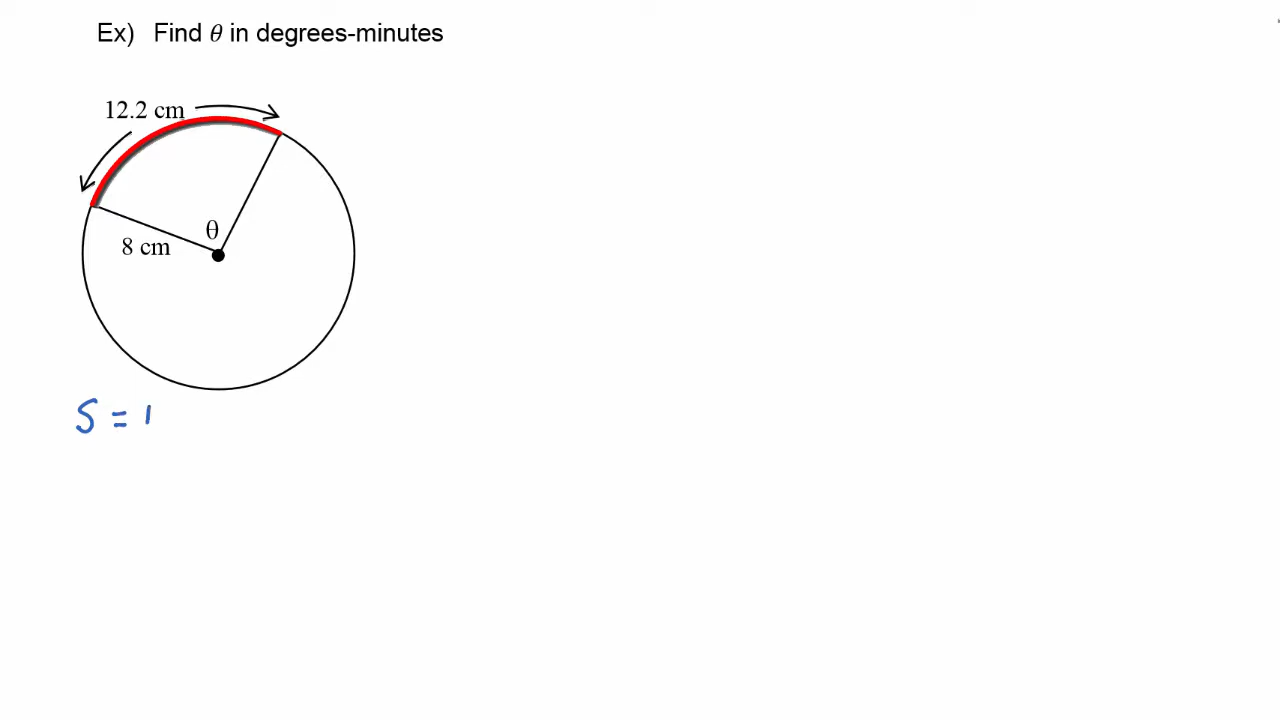 Ex) Find θ in degrees-minutes
12.2 cm
θ
8 cm
S =